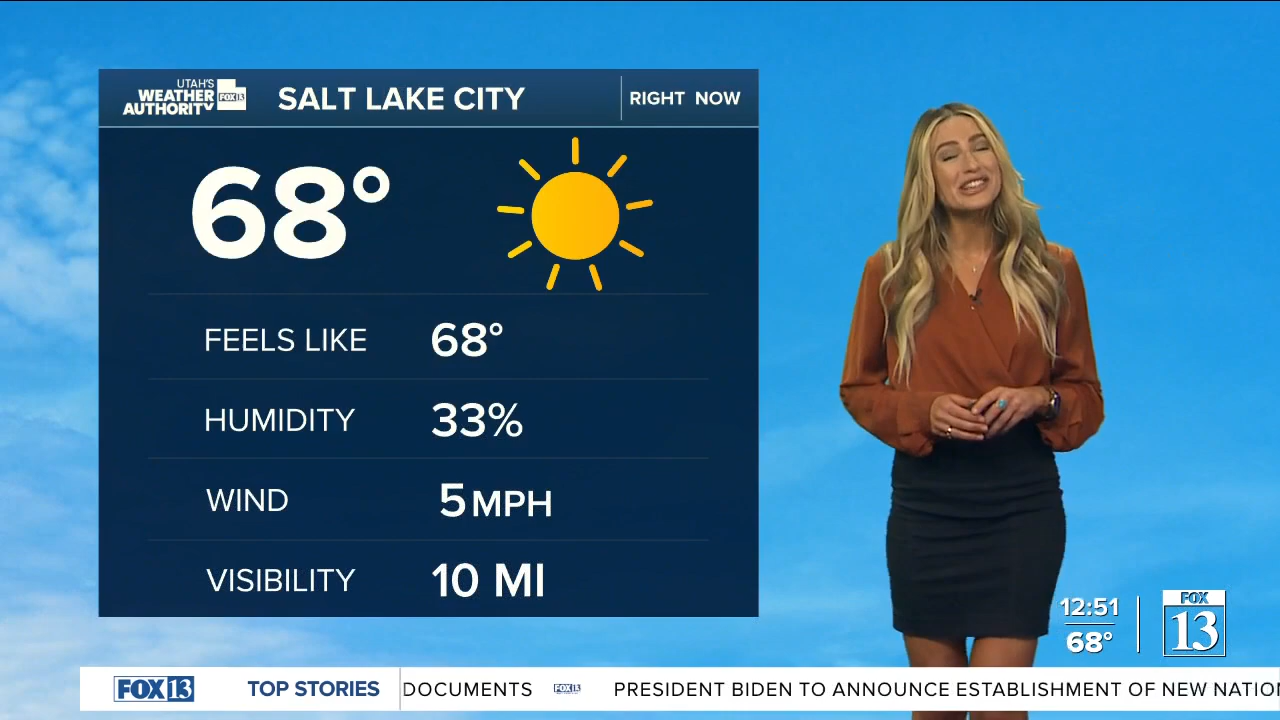 UTAH'S
WEATHER
AUTHORITY
FOX 13
SALT LAKE CITY
RIGHT NOW
68°
FEELS LIKE 68°
HUMIDITY 33%
WIND 5 MPH
VISIBILITY 10 MI
12:51
68°
FOX
13
FOX 13 TOP STORIES DOCUMENTS FOX 13 PRESIDENT BIDEN TO ANNOUNCE ESTABLISHMENT OF NEW NATIO